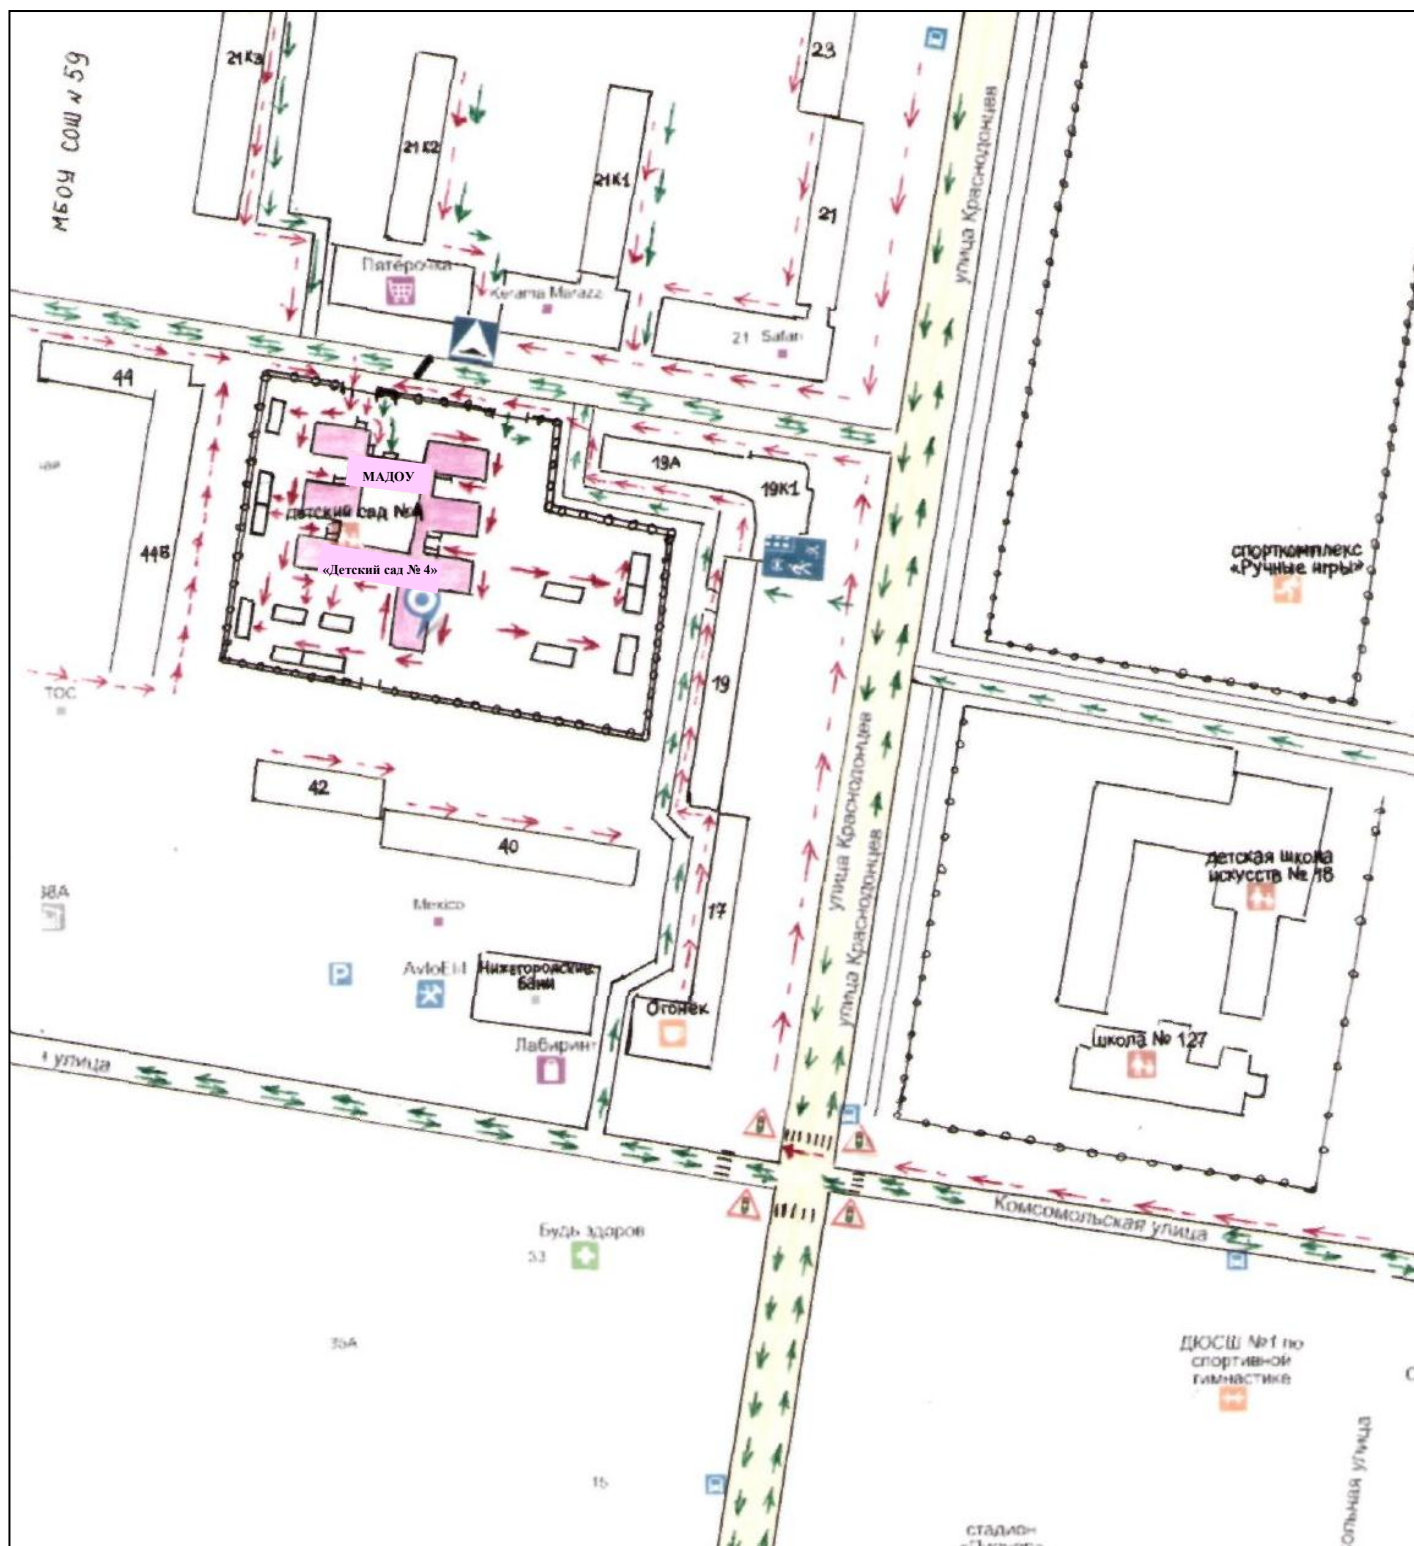 МБОУ СОШ N 59
21К3
21К2
21К1
23
21
улица Краснодонцев
Пятёрочка
Kerama Marazzi
21 Safari
44
19А
19К1
МАДОУ
детский сад №4
«Детский сад № 4»
44В
спорткомплекс
«Ручные игры»
19
ТОС
улица Краснодонцев
42
40
17
детская школа
искусств № 18
38А
Mexico
улица Краснодонцев
Нижегородские
бани
Огонек
Лабиринт
школа № 127
улица
P
Комсомольская улица
Будь здоров
53
35А
ДЮСШ №1 по
спортивной
гимнастике
15
стадион
улица